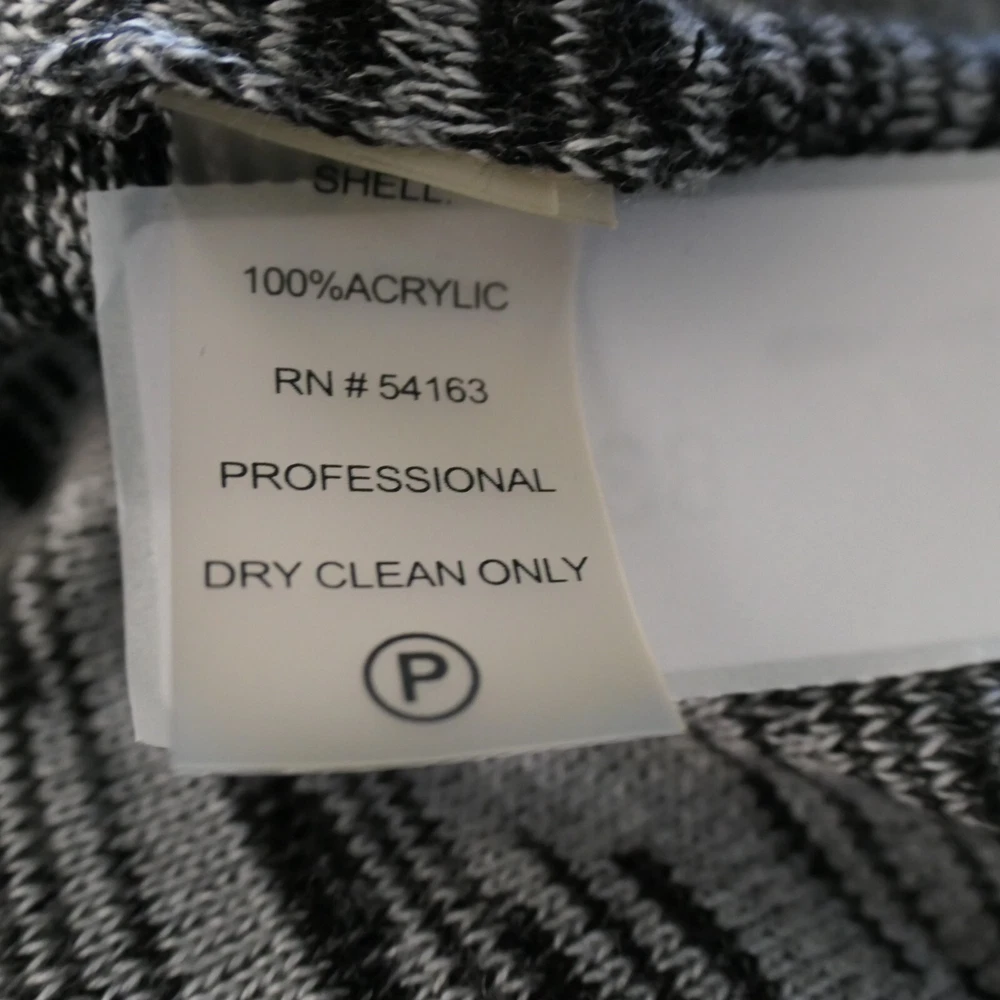 SHELL:
100%ACRYLIC
RN # 54163
PROFESSIONAL
DRY CLEAN ONLY
P